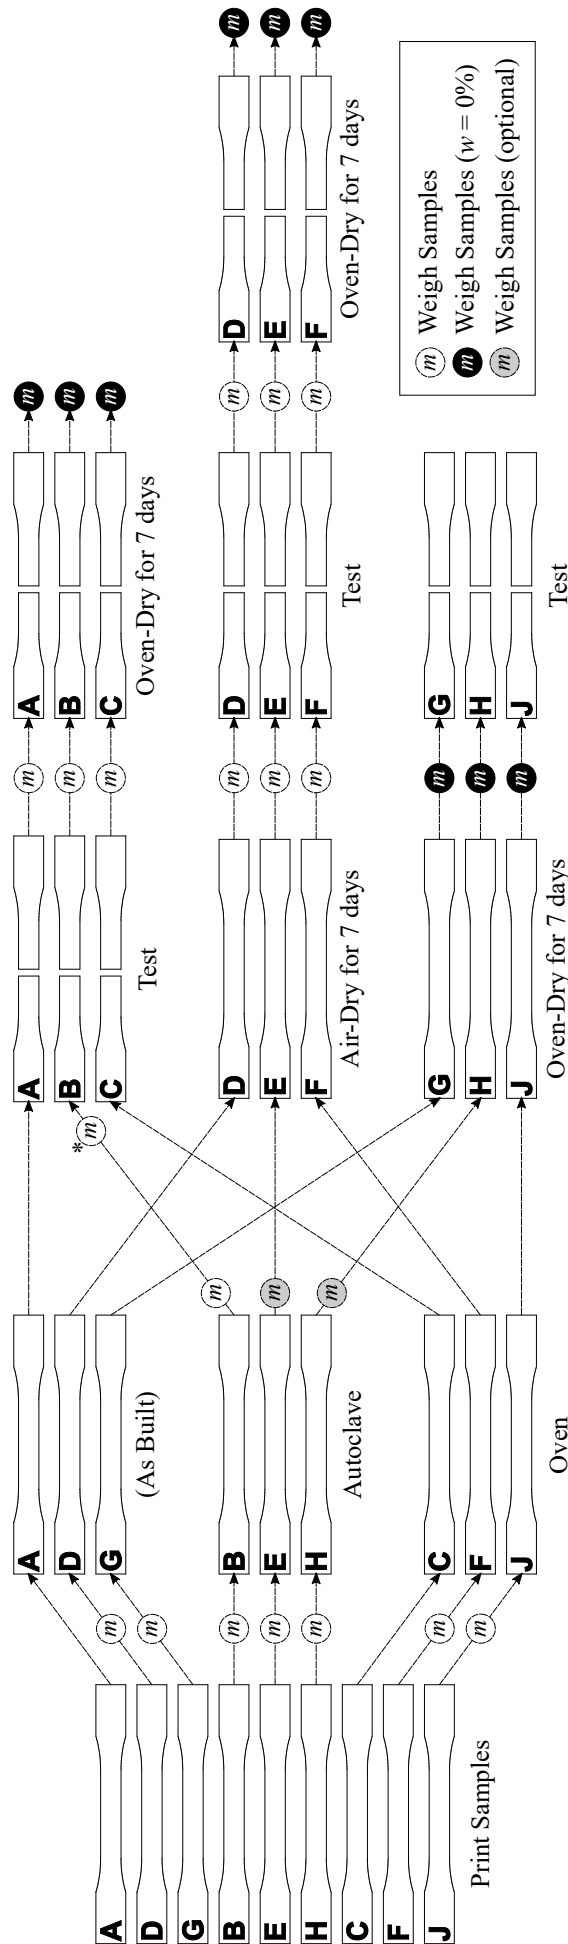 A
D
G
B
E
H
C
F
J
Print Samples
m
m
m
m
m
m
m
A
D
G
(As Built)
B
E
H
Autoclave
C
F
J
Oven
m
m
m
*
m
A
B
C
Test
D
E
F
Air-Dry for 7 days
G
H
J
Oven-Dry for 7 days
m
m
m
m
m
m
m
m
m
A
B
C
Oven-Dry for 7 days
D
E
F
Test
G
H
J
Test
m
m
m
m
m
m
D
E
F
Oven-Dry for 7 days
m
m
m
m Weigh Samples
m Weigh Samples (w = 0%)
m Weigh Samples (optional)